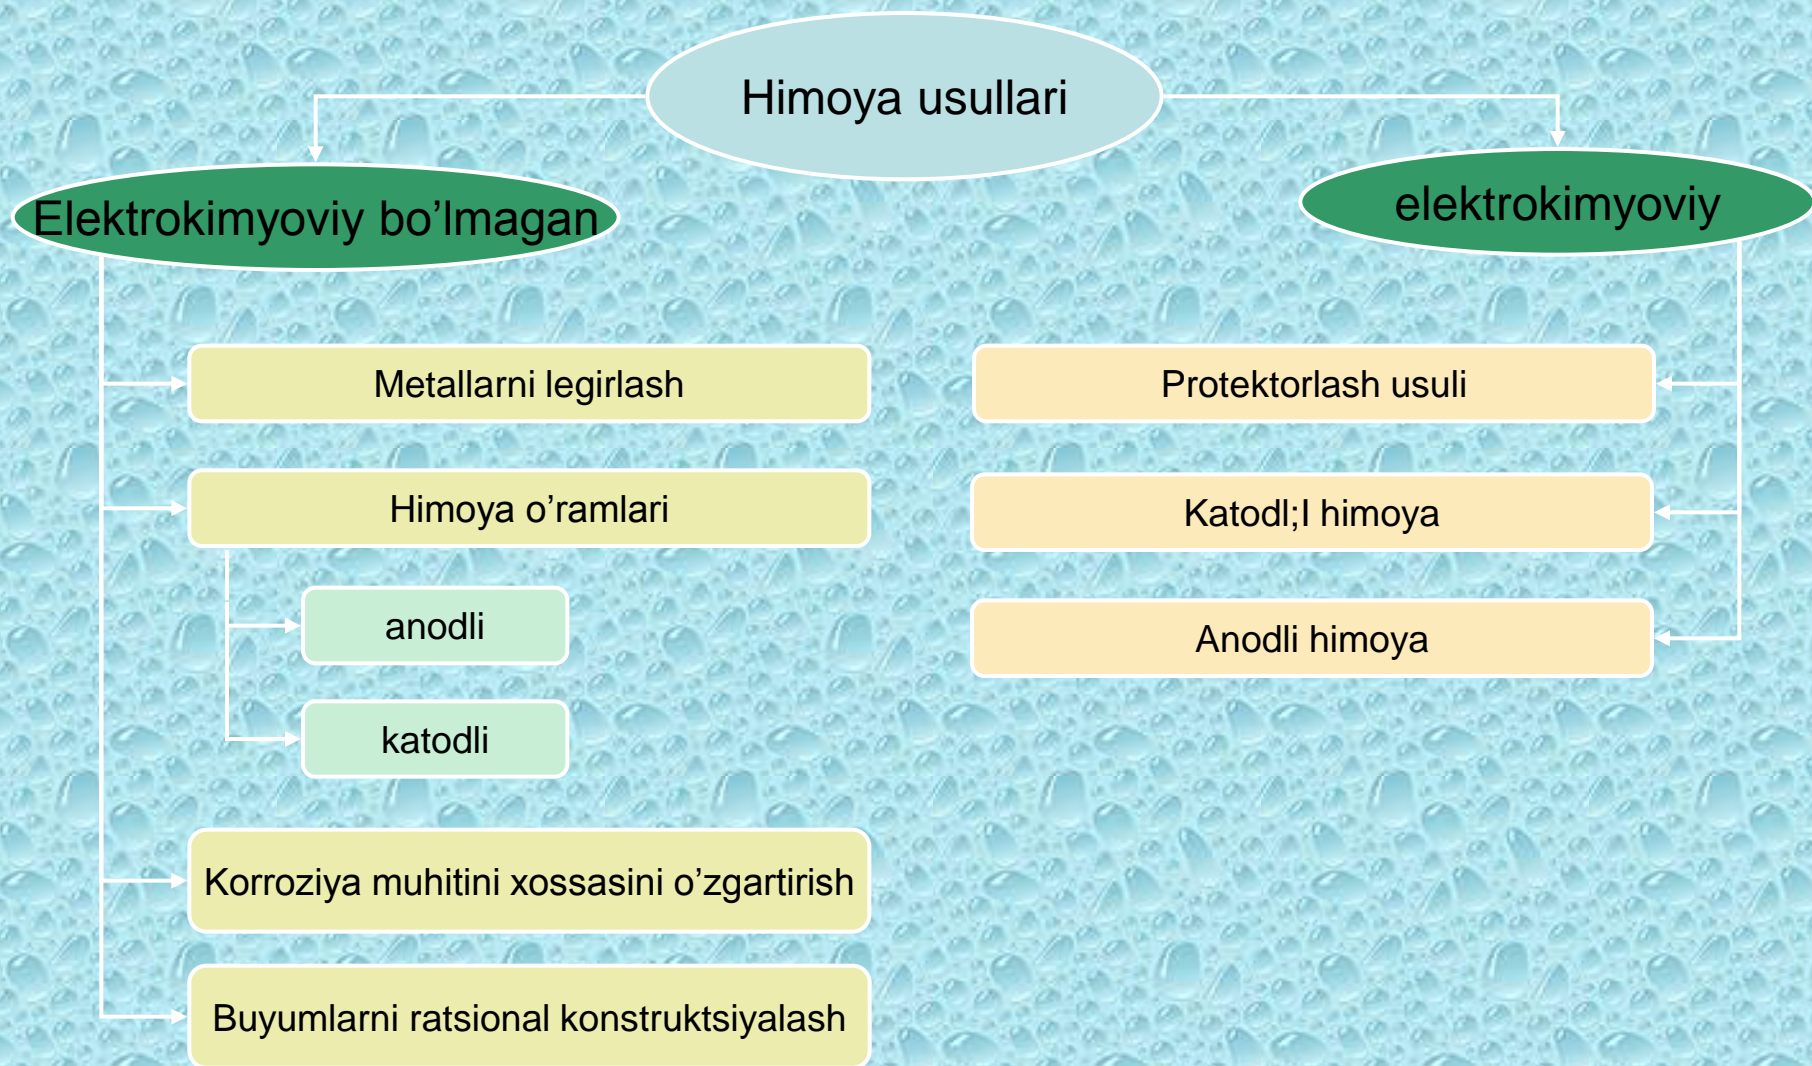 Himoya usullari
Elektrokimyoviy bo’lmagan
elektrokimyoviy
Metallarni legirlash
Himoya o’ramlari
anodli
katodli
Korroziya muhitini xossasini o’zgartirish
Buyumlarni ratsional konstruktsiyalash
Protektorlash usuli
Katodl;I himoya
Anodli himoya